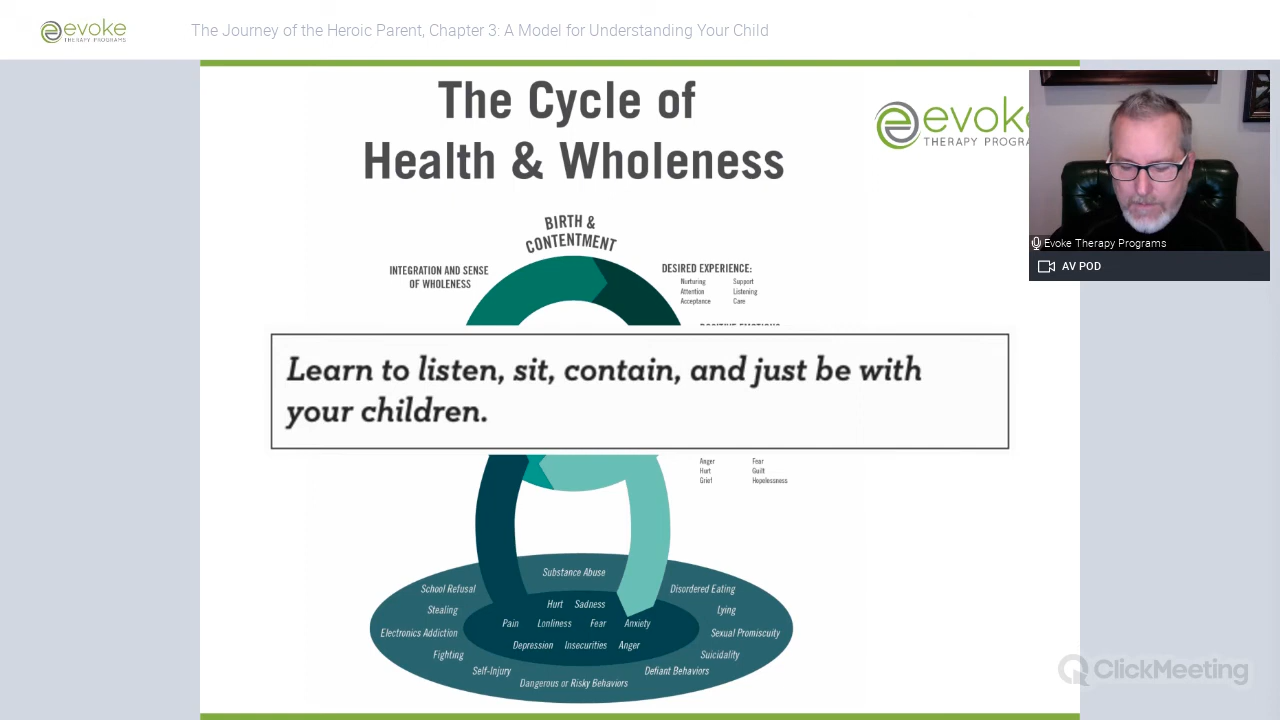 evoke
THERAPY PROGRAMS
The Journey of the Heroic Parent, Chapter 3: A Model for Understanding Your Child
The Cycle of
Health & Wholeness
evoke
THERAPY PROGRA
Evoke Therapy Programs
AV POD
BIRTH &
CONTENTMENT
INTEGRATION AND SENSE
OF WHOLENESS
DESIRED EXPERIENCE:
Nurturing Support
Attention Listening
Acceptance Care
POSITIVE EMOTIONS
Learn to listen, sit, contain, and just be with
your children.
Anger Fear
Hurt Guilt
Grief Hopelessness
Substance Abuse
School Refusal
Disordered Eating
Stealing
Hurt Sadness
Lying
Pain Lonliness Fear Anxiety
Electronics Addiction
Sexual Promiscuity
Depression Insecurities Anger
Fighting
Suicidality
Self-Injury
Defiant Behaviors
Dangerous or Risky Behaviors
ClickMeeting